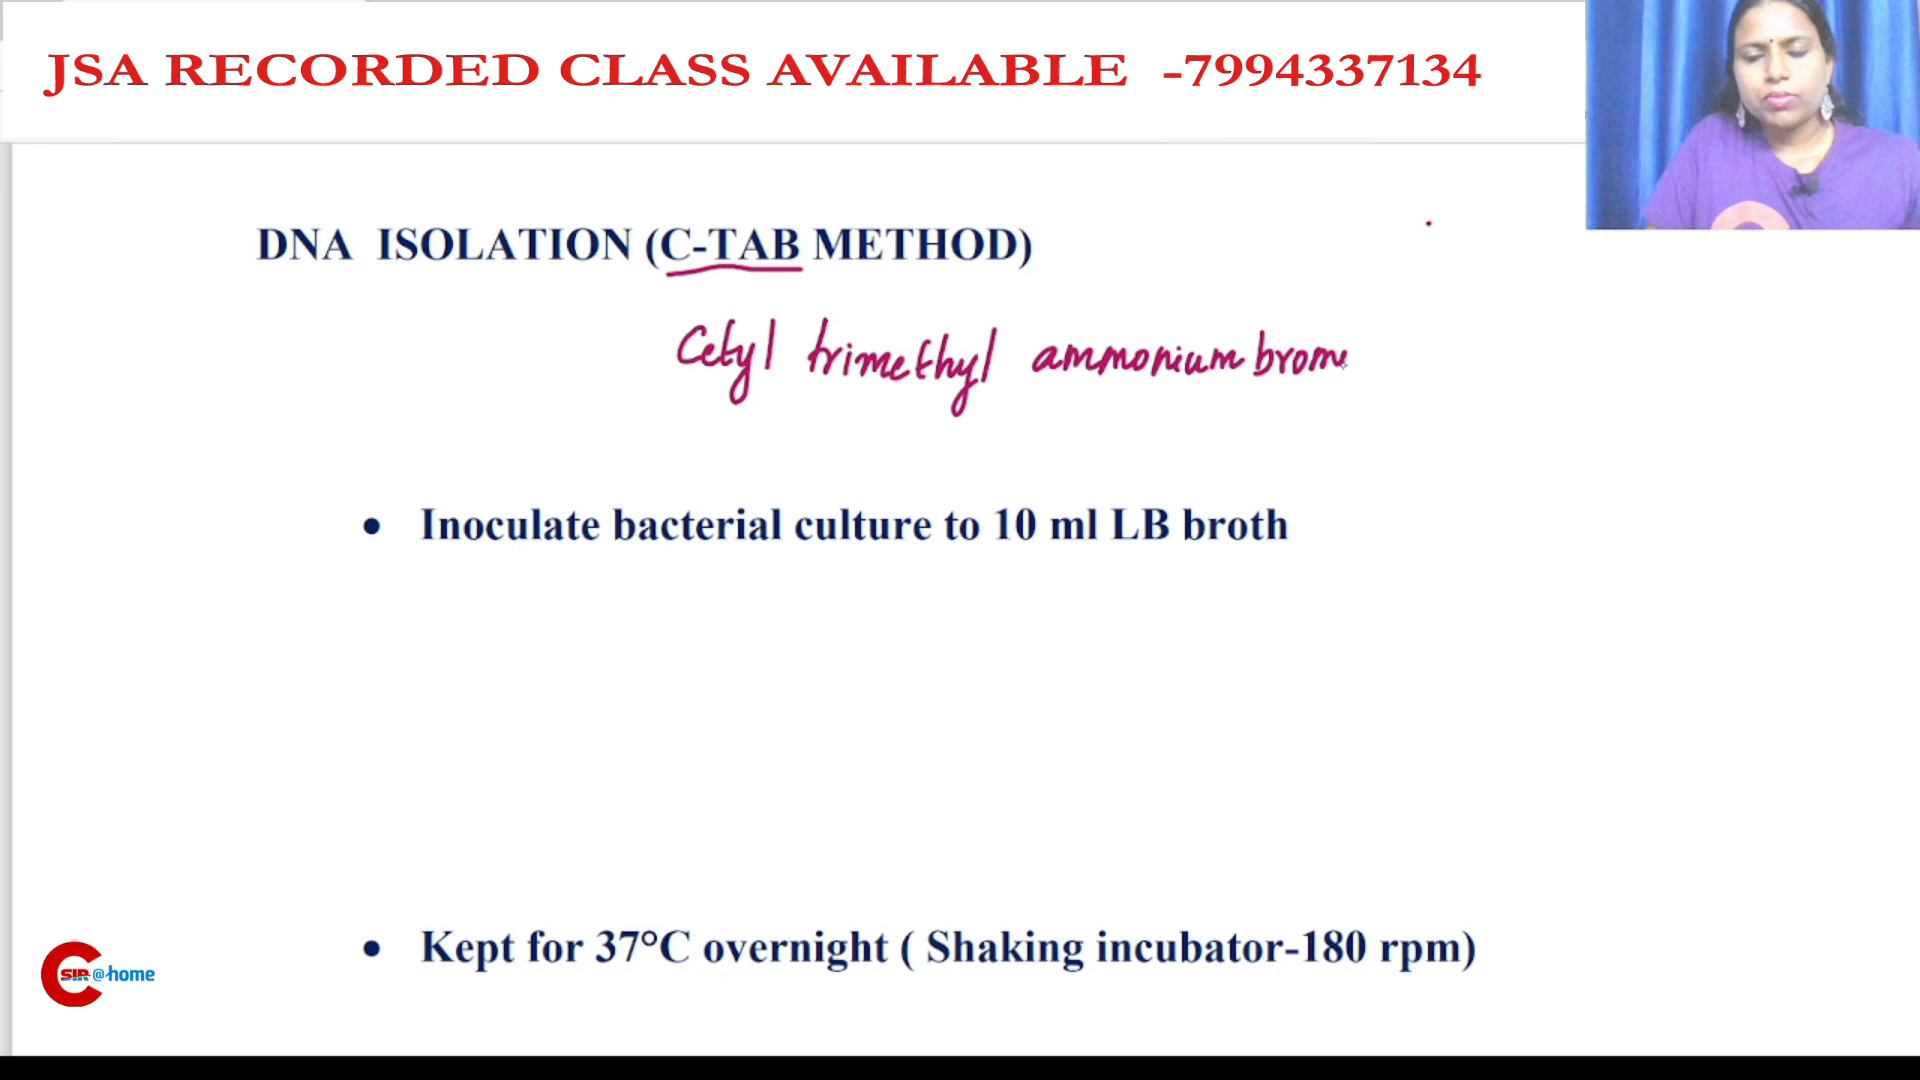 JSA RECORDED CLASS AVAILABLE -7994337134
DNA ISOLATION (C-TAB METHOD)
Cetyl trimethyl ammonium brome
• Inoculate bacterial culture to 10 ml LB broth
• Kept for 37°C overnight ( Shaking incubator-180 rpm)
CSIR@home